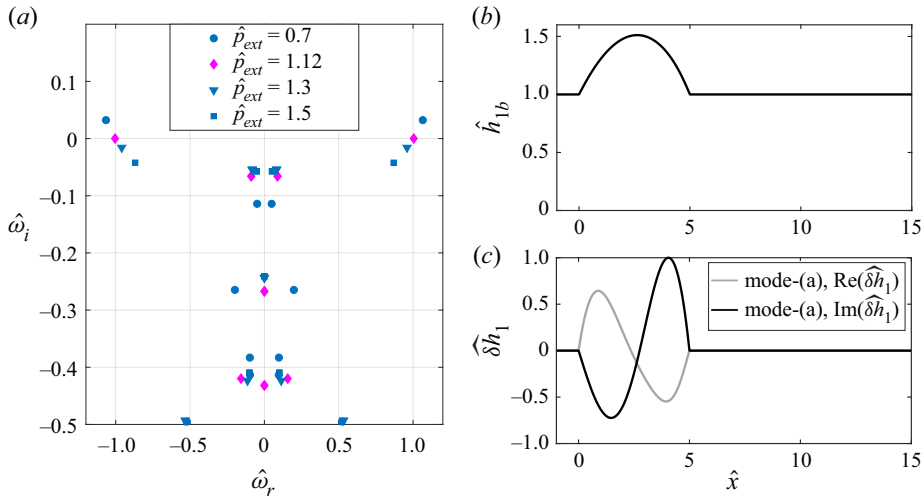 (a)
p̂ext = 0.7
p̂ext = 1.12
p̂ext = 1.3
p̂ext = 1.5
0.1
0
–0.1
–0.2
–0.3
–0.4
–0.5
ω̂i
–1.0 –0.5 0 0.5 1.0
ω̂r
(b)
1.5
1.0
0.5
0
ĥ1b
0 5 10 15
(c)
1.0
0.5
0
–0.5
–1.0
δ̂h1
mode-(a), Re(δ̂h1)
mode-(a), Im(δ̂h1)
0 5 10 15
x̂